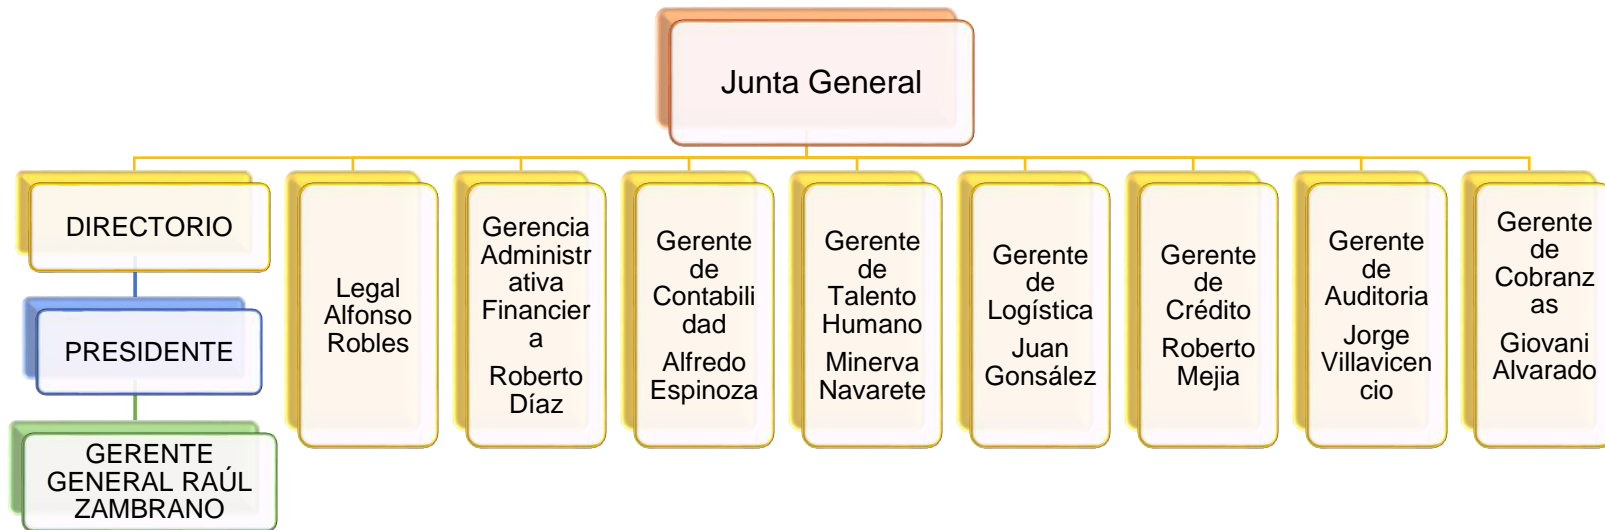 Junta General
DIRECTORIO
PRESIDENTE
GERENTE
GENERAL RAÚL
ZAMBRANO
Legal
Alfonso
Robles
Gerencia
Administr
ativa
Financier
a
Roberto
Díaz
Gerente
de
Contabili
dad
Alfredo
Espinoza
Gerente
de
Talento
Humano
Minerva
Navarete
Gerente
de
Logística
Juan
Gonsález
Gerente
de
Crédito
Roberto
Mejia
Gerente
de
Auditoria
Jorge
Villavicen
cio
Gerente
de
Cobranz
as
Giovani
Alvarado